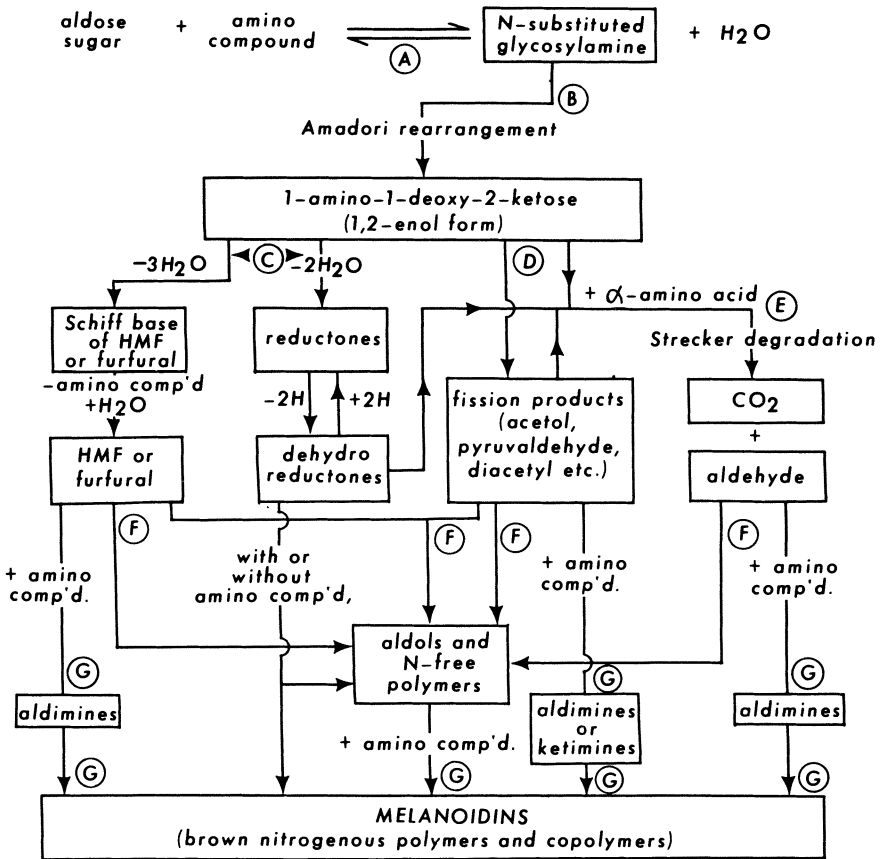 aldose sugar + amino compound
A
N-substituted
glycosylamine
+ H2O
B
Amadori rearrangement
1-amino-1-deoxy-2-ketose
(1,2-enol form)
-3H2O
C
-2H2O
D
+ α-amino acid
E
Strecker degradation
Schiff base
of HMF
or furfural
-amino comp'd
+H2O
reductones
-2H
+2H
fission products
(acetol,
pyruvaldehyde,
diacetyl etc.)
CO2
+
aldehyde
HMF or
furfural
dehydro
reductones
F
F
F
F
+ amino
comp'd.
with or
without
amino comp'd,
+ amino
comp'd.
+ amino
comp'd.
aldols and
N-free
polymers
G
G
G
aldimines
+ amino comp'd.
aldimines
or
ketimines
aldimines
G
G
G
G
MELANOIDINS
(brown nitrogenous polymers and copolymers)